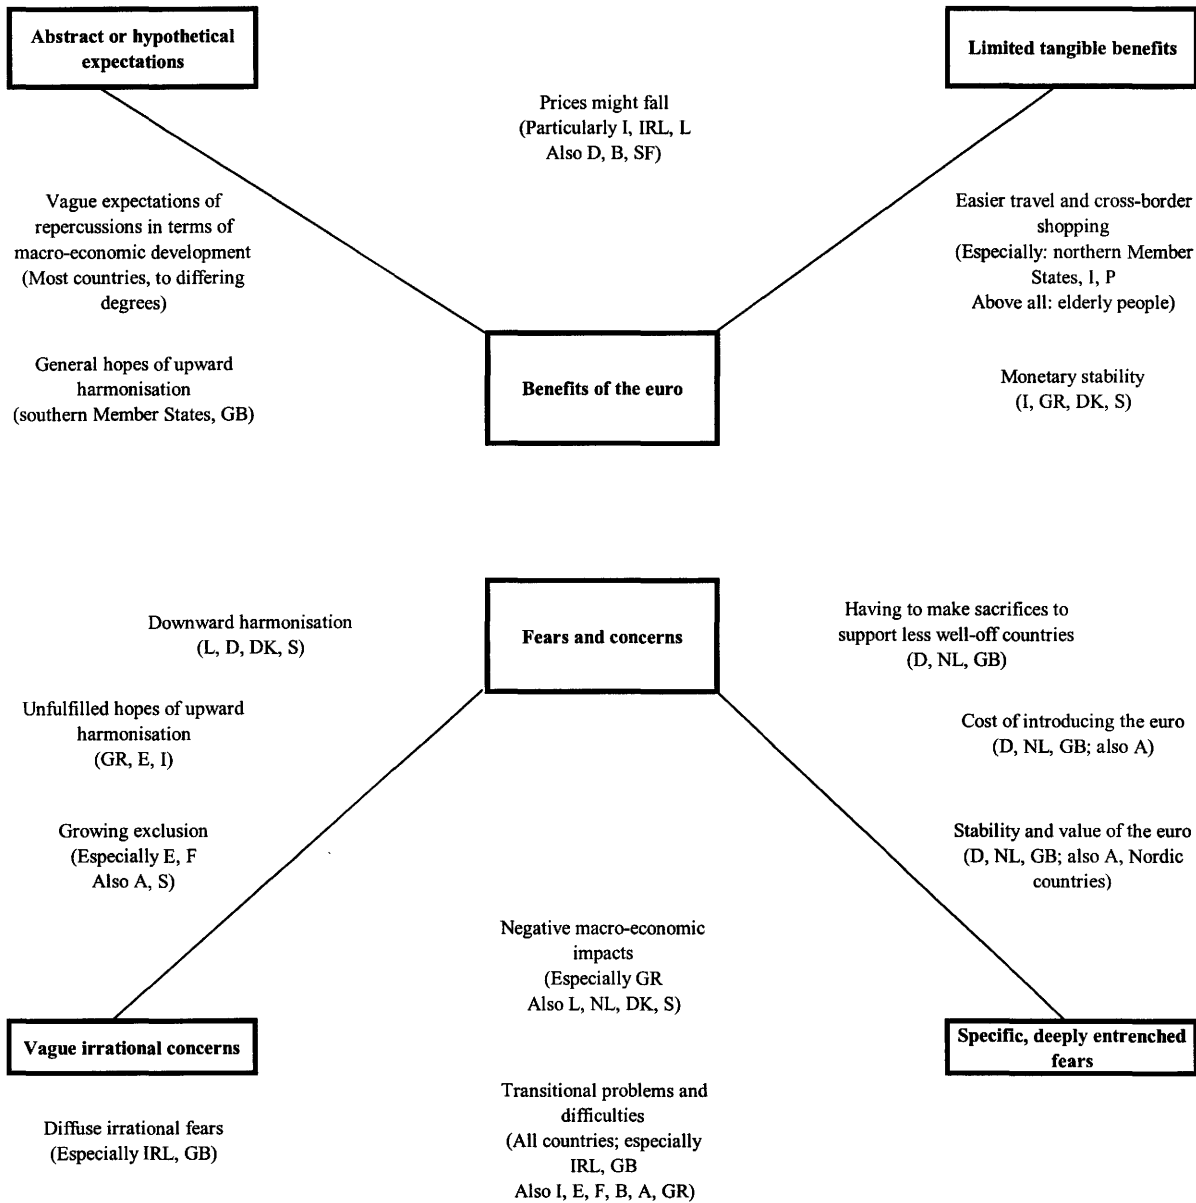 Abstract or hypothetical
expectations
Limited tangible benefits
Prices might fall
(Particularly I, IRL, L
Also D, B, SF)
Vague expectations of
repercussions in terms of
macro-economic development
(Most countries, to differing
degrees)
Easier travel and cross-border
shopping
(Especially: northern Member
States, I, P
Above all: elderly people)
General hopes of upward
harmonisation
(southern Member States, GB)
Benefits of the euro
Monetary stability
(I, GR, DK, S)
Downward harmonisation
(L, D, DK, S)
Fears and concerns
Having to make sacrifices to
support less well-off countries
(D, NL, GB)
Unfulfilled hopes of upward
harmonisation
(GR, E, I)
Cost of introducing the euro
(D, NL, GB; also A)
Growing exclusion
(Especially E, F
Also A, S)
Stability and value of the euro
(D, NL, GB; also A, Nordic
countries)
Negative macro-economic
impacts
(Especially GR
Also L, NL, DK, S)
Vague irrational concerns
Specific, deeply entrenched
fears
Diffuse irrational fears
(Especially IRL, GB)
Transitional problems and
difficulties
(All countries; especially
IRL, GB
Also I, E, F, B, A, GR)